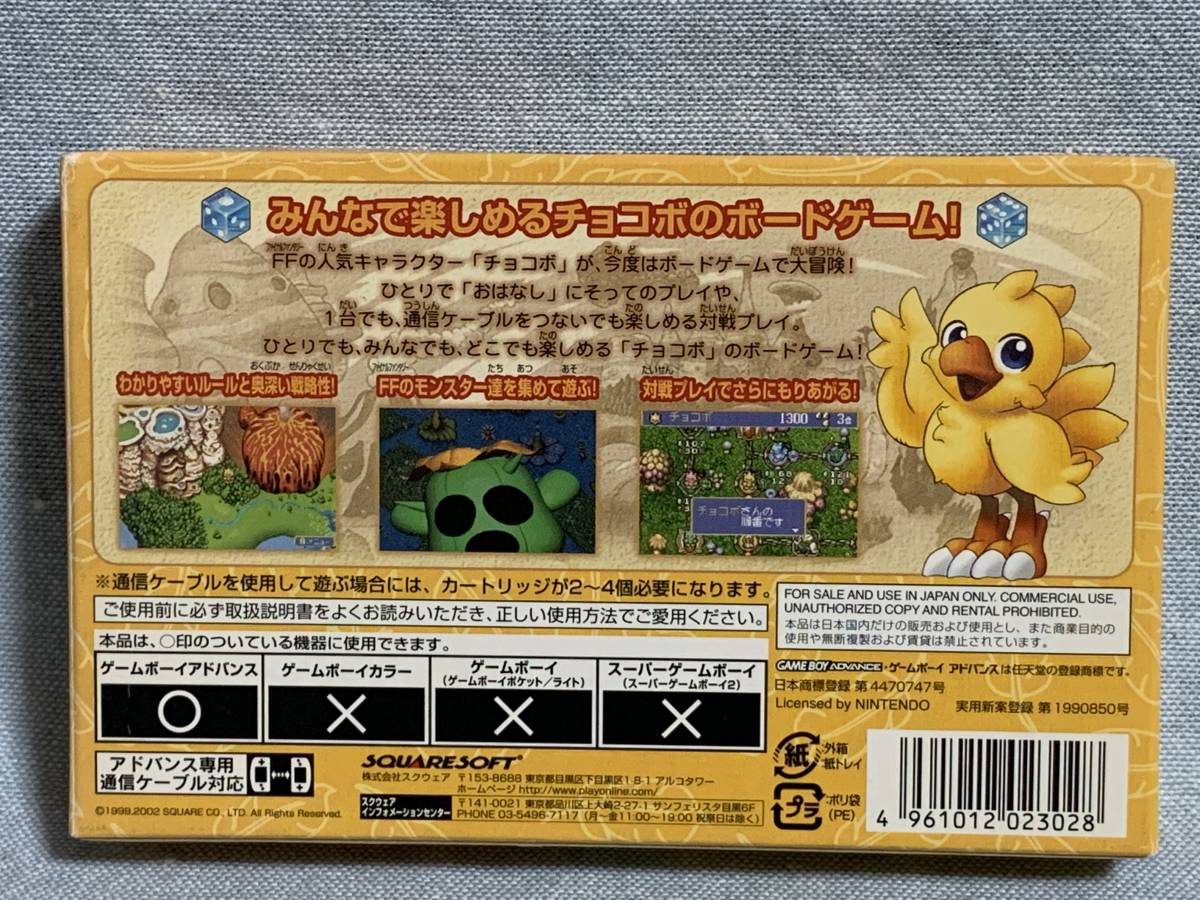 みんなで楽しめるチョコボのボードゲーム!
FFの人気キャラクター「チョコボ」が、今度はボードゲームで大冒険!
ひとりで「おはなし」にそってのプレイや、
1台でも、通信ケーブルをつないでも楽しめる対戦プレイ。
ひとりでも、みんなでも、どこでも楽しめる「チョコボ」のボードゲーム!
わかりやすいルールと奥深い戦略性!
FFのモンスター達を集めて遊ぶ!
対戦プレイでさらにもりあがる!
チョコボ 1300 3
チョコボさんの
順番です
※通信ケーブルを使用して遊ぶ場合には、カートリッジが2〜4個必要になります。
ご使用前に必ず取扱説明書をよくお読みいただき、正しい使用方法でご愛用ください。
本品は、○印のついている機器に使用できます。
ゲームボーイアドバンス
ゲームボーイカラー
ゲームボーイ
(ゲームボーイポケット/ライト)
スーパーゲームボーイ
(スーパーゲームボーイ2)
○ × × ×
アドバンス専用
通信ケーブル対応
©1999,2002 SQUARE CO., LTD. All Rights Reserved.
SQUARESOFT®
株式会社スクウェア 〒153-8688 東京都目黒区下目黒区1-8-1 アルコタワー
ホームページ http://www.playonline.com/
スクウェア
インフォメーションセンター
〒141-0021 東京都品川区上大崎2-27-1 サンフェリスタ目黒6F
PHONE 03-5496-7117 (月〜金11:00〜19:00 祝祭日は除く)
FOR SALE AND USE IN JAPAN ONLY. COMMERCIAL USE,
UNAUTHORIZED COPY AND RENTAL PROHIBITED.
本品は日本国内だけの販売および使用とし、また商業目的の
使用や無断複製および賃貸は禁止されています。
GAME BOY ADVANCE・ゲームボーイ アドバンスは任天堂の登録商標です。
日本商標登録 第4470747号
Licensed by NINTENDO 実用新案登録 第1990850号
紙
外箱
紙トレイ
プラ
ポリ袋
(PE)
4 961012 023028